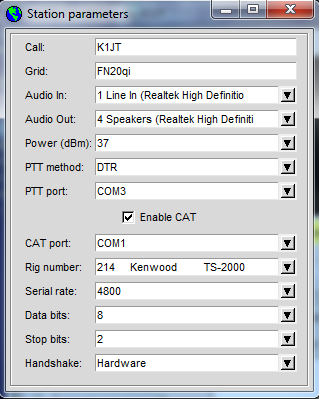 Station parameters
Call: K1JT
Grid: FN20qi
Audio In: 1 Line In (Realtek High Definitio
Audio Out: 4 Speakers (Realtek High Definiti
Power (dBm): 37
PTT method: DTR
PTT port: COM3
Enable CAT
CAT port: COM1
Rig number: 214 Kenwood TS-2000
Serial rate: 4800
Data bits: 8
Stop bits: 2
Handshake: Hardware